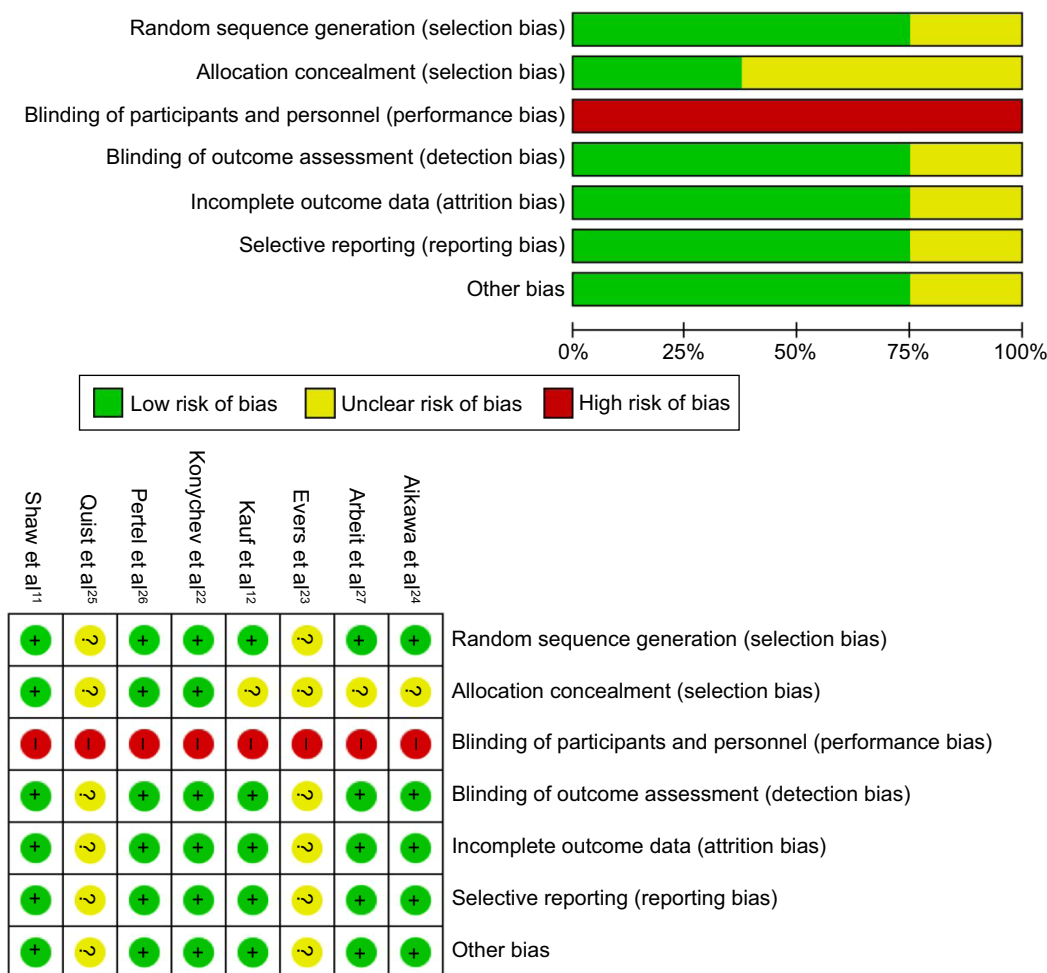 Random sequence generation (selection bias)
Allocation concealment (selection bias)
Blinding of participants and personnel (performance bias)
Blinding of outcome assessment (detection bias)
Incomplete outcome data (attrition bias)
Selective reporting (reporting bias)
Other bias
0% 25% 50% 75% 100%
Low risk of bias Unclear risk of bias High risk of bias
Shaw et al¹¹
Quist et al²⁵
Pertel et al²⁶
Konychev et al²²
Kauf et al¹²
Evers et al²³
Arbeit et al²⁷
Aikawa et al²⁴
+ ? + + + ? + + Random sequence generation (selection bias)
+ ? + + ? ? ? ? Allocation concealment (selection bias)
– – – – – – – – Blinding of participants and personnel (performance bias)
+ ? + + + ? + + Blinding of outcome assessment (detection bias)
+ ? + + + ? + + Incomplete outcome data (attrition bias)
+ ? + + + ? + + Selective reporting (reporting bias)
+ ? + + + ? + + Other bias